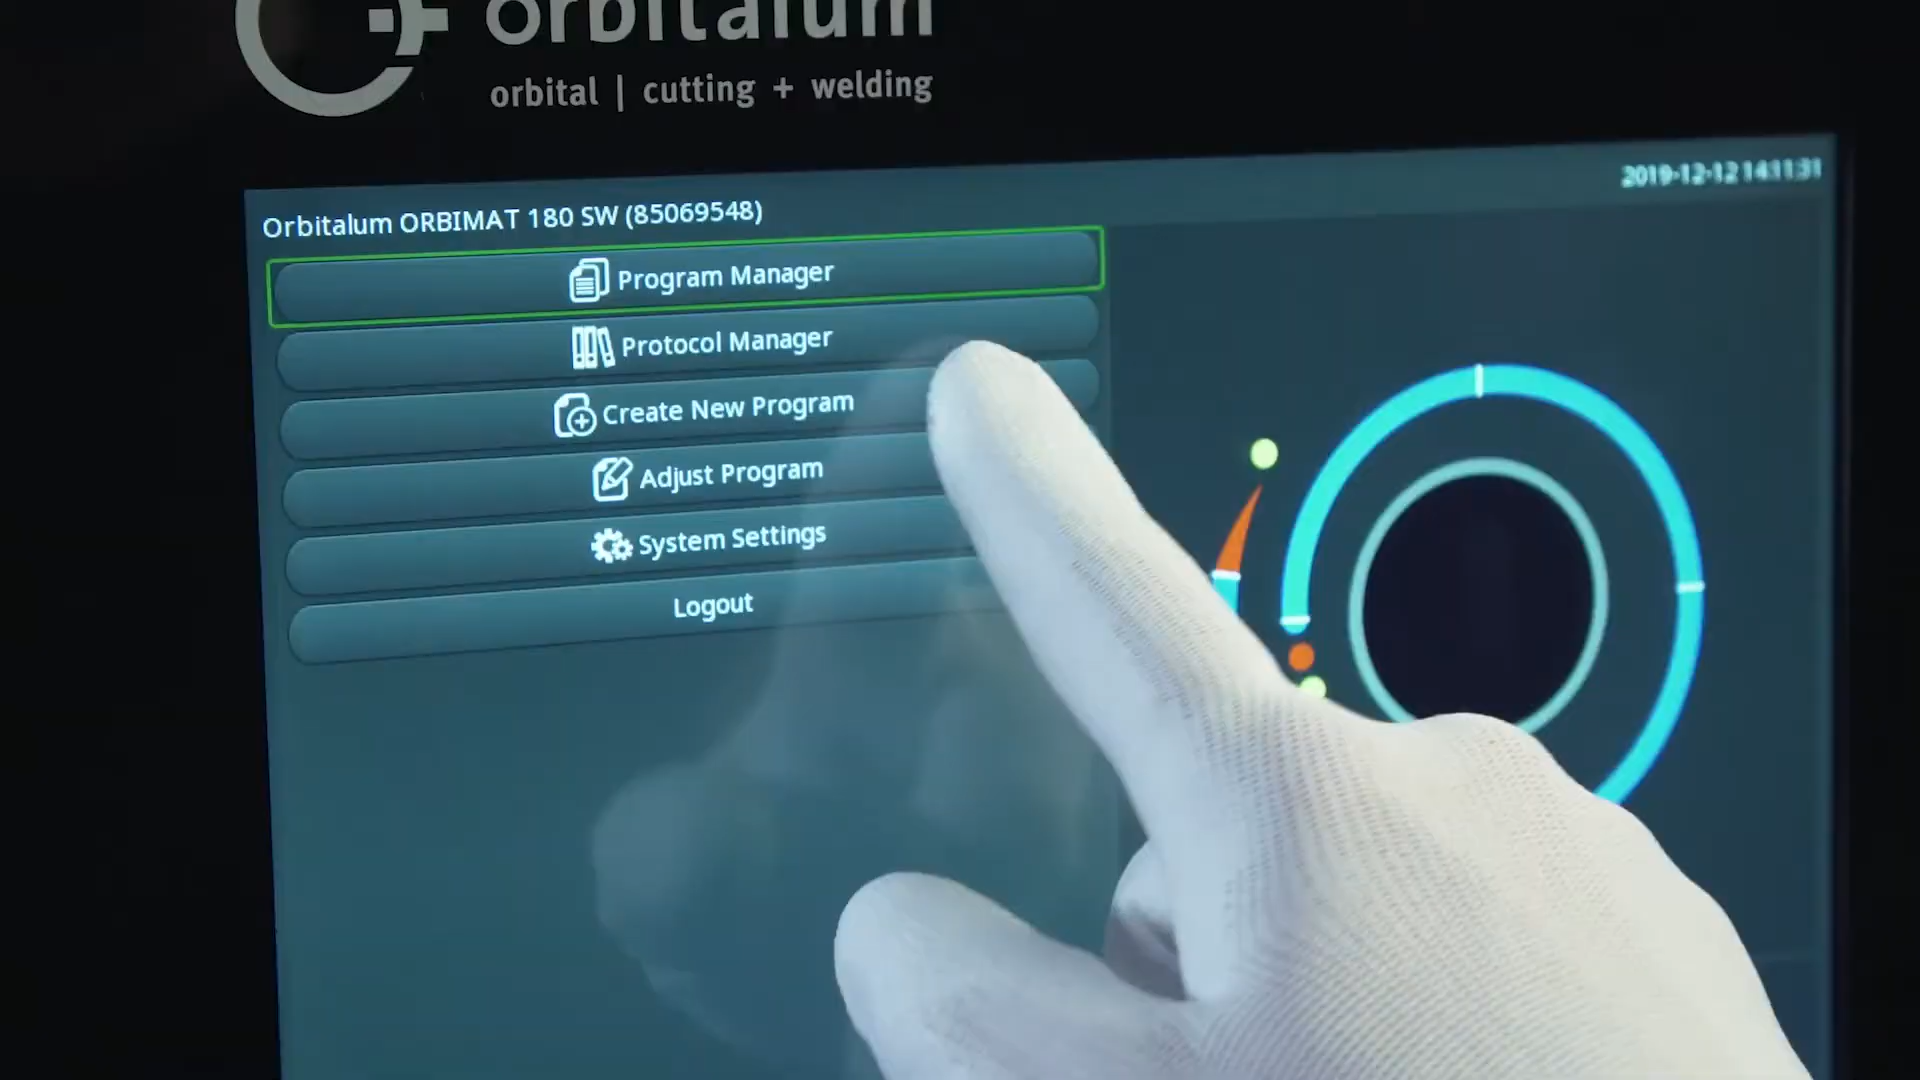 orbitalum
orbital | cutting + welding
2019-12-12 14:11:31
Orbitalum ORBIMAT 180 SW (85069548)
Program Manager
Protocol Manager
Create New Program
Adjust Program
System Settings
Logout